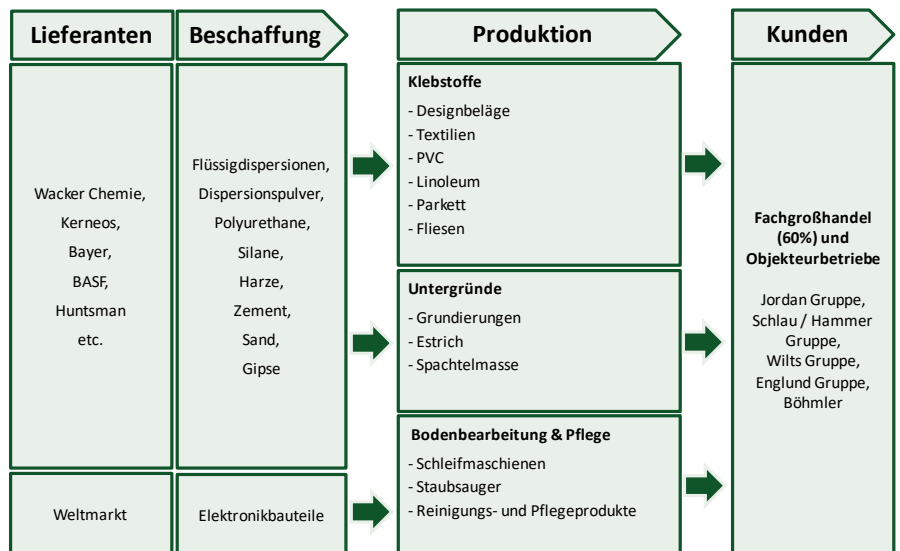 Lieferanten
Beschaffung
Produktion
Kunden
Wacker Chemie,
Kerneos,
Bayer,
BASF,
Huntsman
etc.
Flüssigdispersionen,
Dispersionspulver,
Polyurethane,
Silane,
Harze,
Zement,
Sand,
Gipse
Klebstoffe
- Designbeläge
- Textilien
- PVC
- Linoleum
- Parkett
- Fliesen
Untergründe
- Grundierungen
- Estrich
- Spachtelmasse
Fachgroßhandel
(60%) und
Objekteurbetriebe
Jordan Gruppe,
Schlau / Hammer
Gruppe,
Wilts Gruppe,
Englund Gruppe,
Böhmler
Weltmarkt
Elektronikbauteile
Bodenbearbeitung & Pflege
- Schleifmaschienen
- Staubsauger
- Reinigungs- und Pflegeprodukte